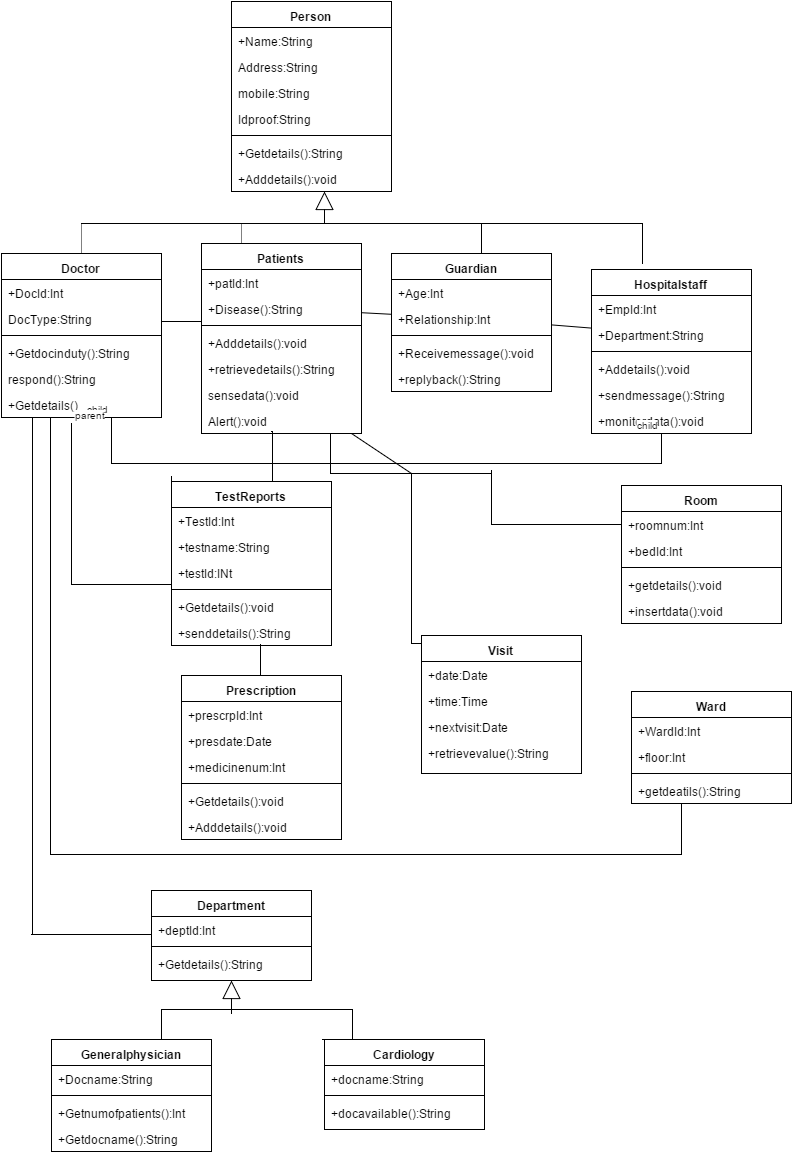 Person
+Name:String
Address:String
mobile:String
Idproof:String
+Getdetails():String
+Adddetails():void
Doctor
+DocId:Int
DocType:String
+Getdocinduty():String
respond():String
+Getdetails()
child
parent
Patients
+patId:Int
+Disease():String
+Adddetails():void
+retrievedetails():String
sensedata():void
Alert():void
Guardian
+Age:Int
+Relationship:Int
+Receivemessage():void
+replyback():String
Hospitalstaff
+EmpId:Int
+Department:String
+Addetails():void
+sendmessage():String
+monitordata():void
child
TestReports
+TestId:Int
+testname:String
+testId:INt
+Getdetails():void
+senddetails():String
Room
+roomnum:Int
+bedId:Int
+getdetails():void
+insertdata():void
Visit
+date:Date
+time:Time
+nextvisit:Date
+retrievevalue():String
Prescription
+prescrpId:Int
+presdate:Date
+medicinenum:Int
+Getdetails():void
+Adddetails():void
Ward
+WardId:Int
+floor:Int
+getdeatils():String
Department
+deptId:Int
+Getdetails():String
Generalphysician
+Docname:String
+Getnumofpatients():Int
+Getdocname():String
Cardiology
+docname:String
+docavailable():String